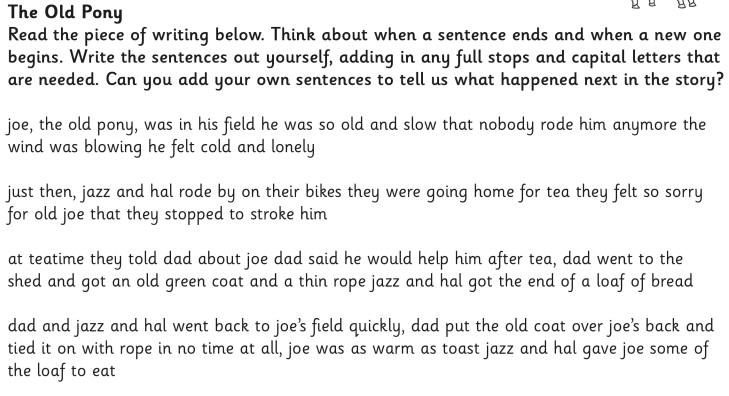 The Old Pony
Read the piece of writing below. Think about when a sentence ends and when a new one
begins. Write the sentences out yourself, adding in any full stops and capital letters that
are needed. Can you add your own sentences to tell us what happened next in the story?
joe, the old pony, was in his field he was so old and slow that nobody rode him anymore the
wind was blowing he felt cold and lonely
just then, jazz and hal rode by on their bikes they were going home for tea they felt so sorry
for old joe that they stopped to stroke him
at teatime they told dad about joe dad said he would help him after tea, dad went to the
shed and got an old green coat and a thin rope jazz and hal got the end of a loaf of bread
dad and jazz and hal went back to joe's field quickly, dad put the old coat over joe's back and
tied it on with rope in no time at all, joe was as warm as toast jazz and hal gave joe some of
the loaf to eat